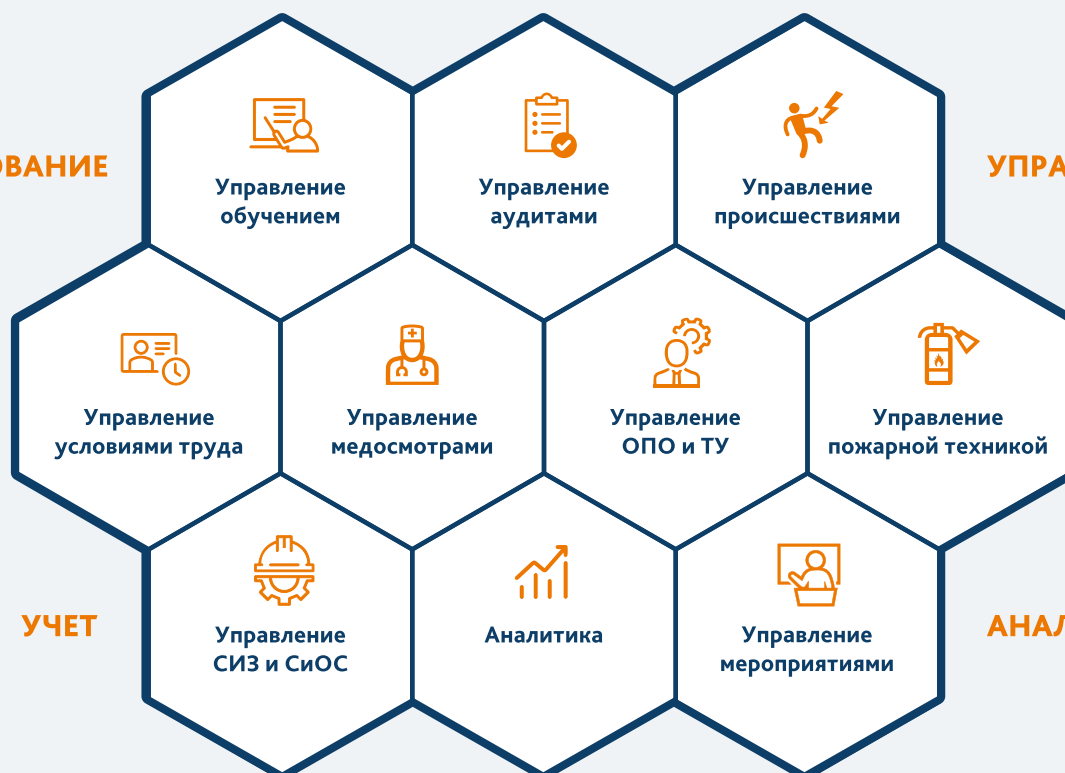 ОВАНИЕ
УПРА
Управление
обучением
Управление
аудитами
Управление
происшествиями
Управление
условиями труда
Управление
медосмотрами
Управление
ОПО и ТУ
Управление
пожарной техникой
УЧЕТ
АНАЛ
Управление
СИЗ и СиОС
Аналитика
Управление
мероприятиями